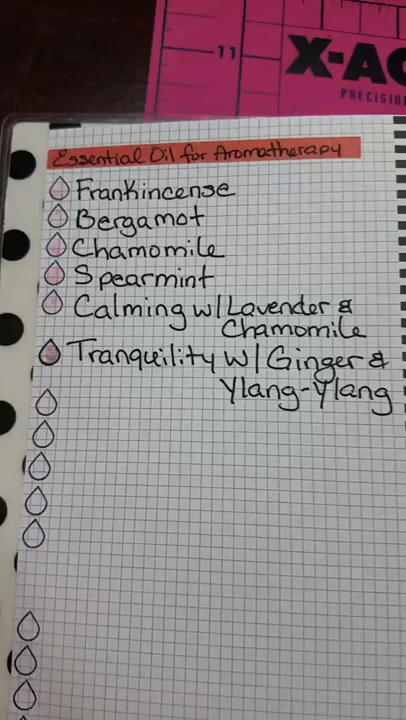 11
X-AC
PRECISIO
Essential Oil for Aromatherapy
Frankincense
Bergamot
Chamomile
Spearmint
Calming w/Lavender &
Chamomile
Tranquility w/Ginger &
Ylang-Ylang